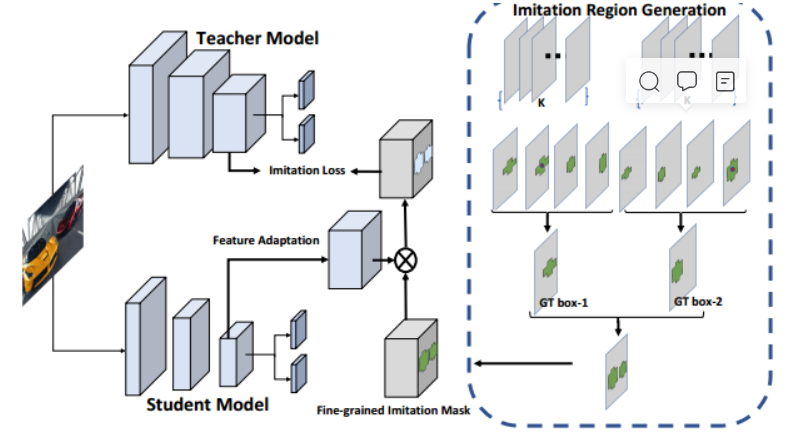 Imitation Region Generation
Teacher Model
K
K
Imitation Loss
Feature Adaptation
GT box-1
GT box-2
Student Model
Fine-grained Imitation Mask